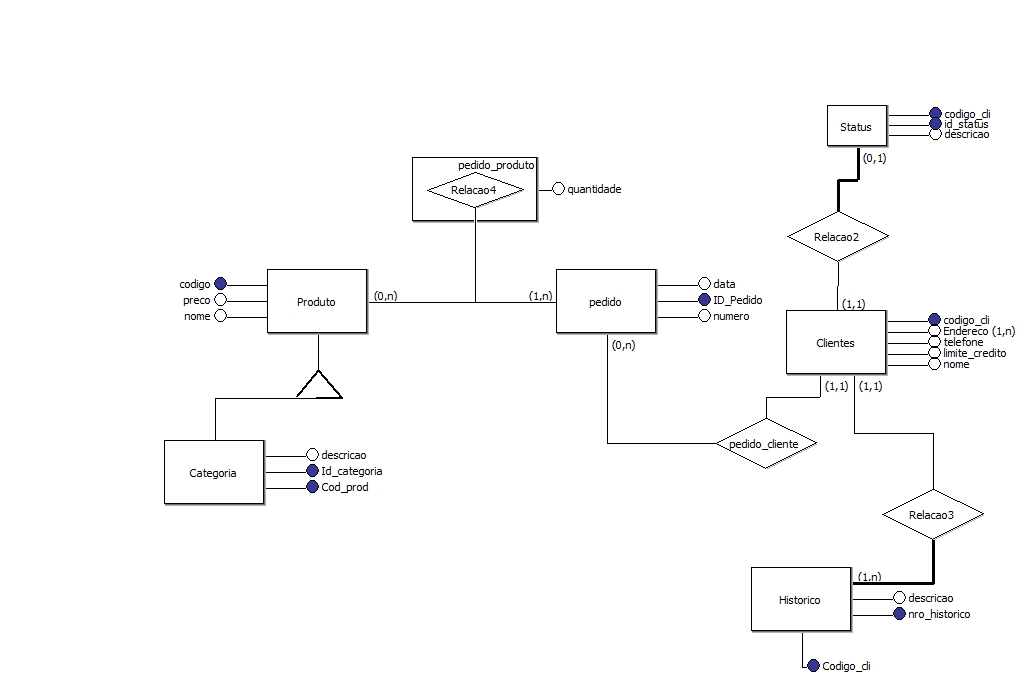 codigo_cli
id_status
descricao
Status
(0,1)
pedido_produto
Relacao4
quantidade
Relacao2
codigo
preco
nome
Produto
(0,n)
(1,n)
pedido
data
ID_Pedido
numero
(0,n)
(1,1)
Clientes
codigo_cli
Endereco (1,n)
telefone
limite_credito
nome
(1,1)
(1,1)
pedido_cliente
Categoria
descricao
Id_categoria
Cod_prod
Relacao3
(1,n)
Historico
descricao
nro_historico
Codigo_cli